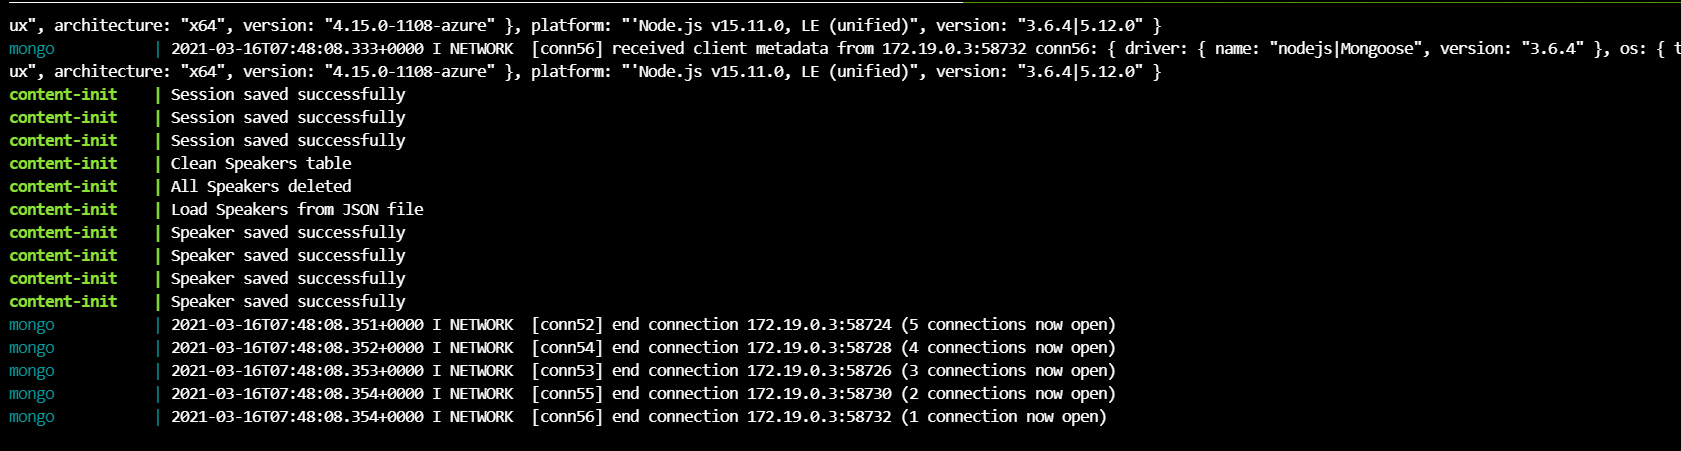 ux", architecture: "x64", version: "4.15.0-1108-azure" }, platform: "'Node.js v15.11.0, LE (unified)", version: "3.6.4|5.12.0" }
mongo | 2021-03-16T07:48:08.333+0000 I NETWORK [conn56] received client metadata from 172.19.0.3:58732 conn56: { driver: { name: "nodejs|Mongoose", version: "3.6.4" }, os: { t
ux", architecture: "x64", version: "4.15.0-1108-azure" }, platform: "'Node.js v15.11.0, LE (unified)", version: "3.6.4|5.12.0" }
content-init | Session saved successfully
content-init | Session saved successfully
content-init | Session saved successfully
content-init | Clean Speakers table
content-init | All Speakers deleted
content-init | Load Speakers from JSON file
content-init | Speaker saved successfully
content-init | Speaker saved successfully
content-init | Speaker saved successfully
content-init | Speaker saved successfully
mongo | 2021-03-16T07:48:08.351+0000 I NETWORK [conn52] end connection 172.19.0.3:58724 (5 connections now open)
mongo | 2021-03-16T07:48:08.352+0000 I NETWORK [conn54] end connection 172.19.0.3:58728 (4 connections now open)
mongo | 2021-03-16T07:48:08.353+0000 I NETWORK [conn53] end connection 172.19.0.3:58726 (3 connections now open)
mongo | 2021-03-16T07:48:08.354+0000 I NETWORK [conn55] end connection 172.19.0.3:58730 (2 connections now open)
mongo | 2021-03-16T07:48:08.354+0000 I NETWORK [conn56] end connection 172.19.0.3:58732 (1 connection now open)